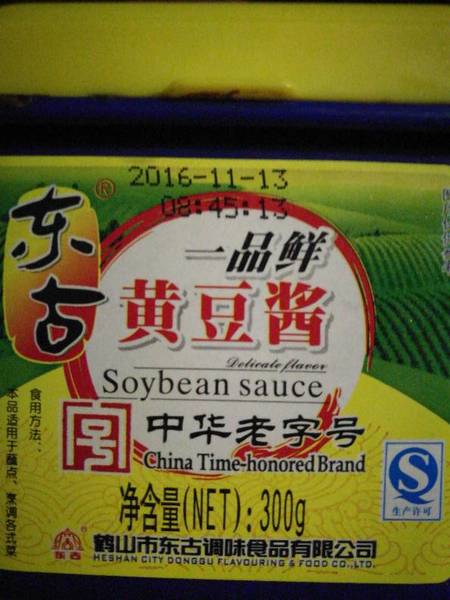 2016-11-13
08:45:13
东古®
一品鲜
黄豆酱
Delicate flavor
Soybean sauce
中华老字号
China Time-honored Brand
净含量(NET):300g
食用方法:
本品适用于蘸点、烹调各式菜
生产许可
东古
鹤山市东古调味食品有限公司
HESHAN CITY DONGGU FLAVOURING & FOOD CO.,LTD.